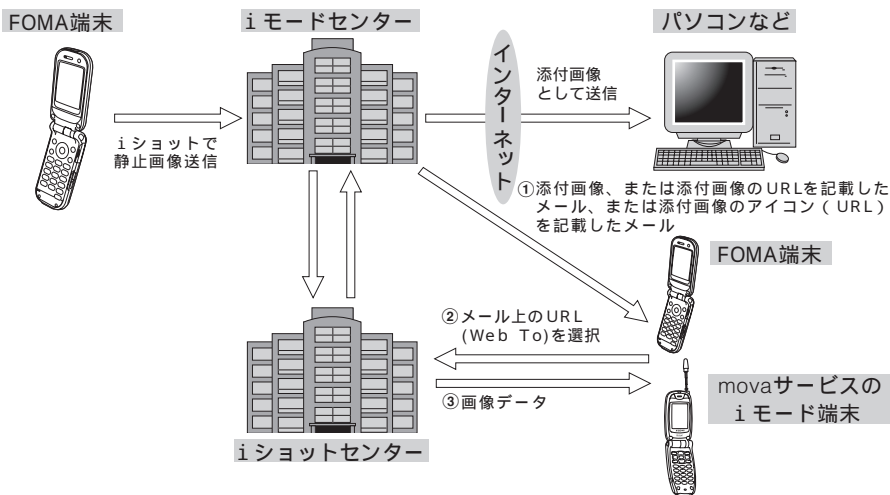 FOMA端末
iモードセンター
パソコンなど
インターネット
添付画像
として送信
iショットで
静止画像送信
①添付画像、または添付画像のURLを記載した
メール、または添付画像のアイコン(URL)
を記載したメール
FOMA端末
②メール上のURL
(Web To)を選択
③画像データ
movaサービスの
iモード端末
iショットセンター